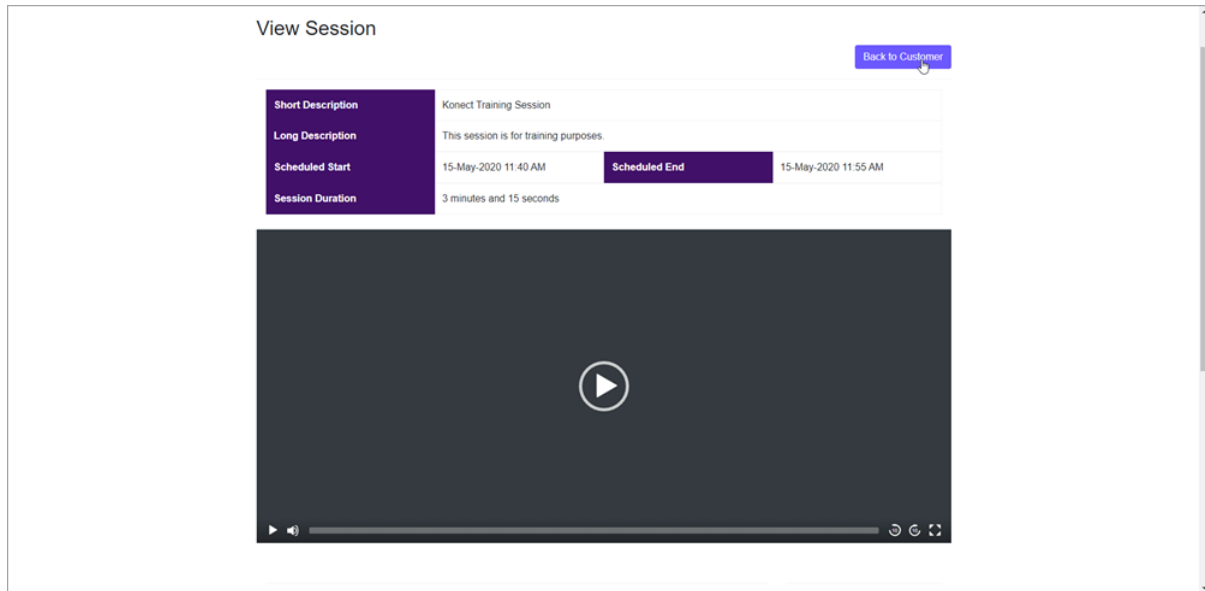 View Session
Back to Customer
Short Description Konect Training Session
Long Description This session is for training purposes.
Scheduled Start 15-May-2020 11:40 AM Scheduled End 15-May-2020 11:55 AM
Session Duration 3 minutes and 15 seconds